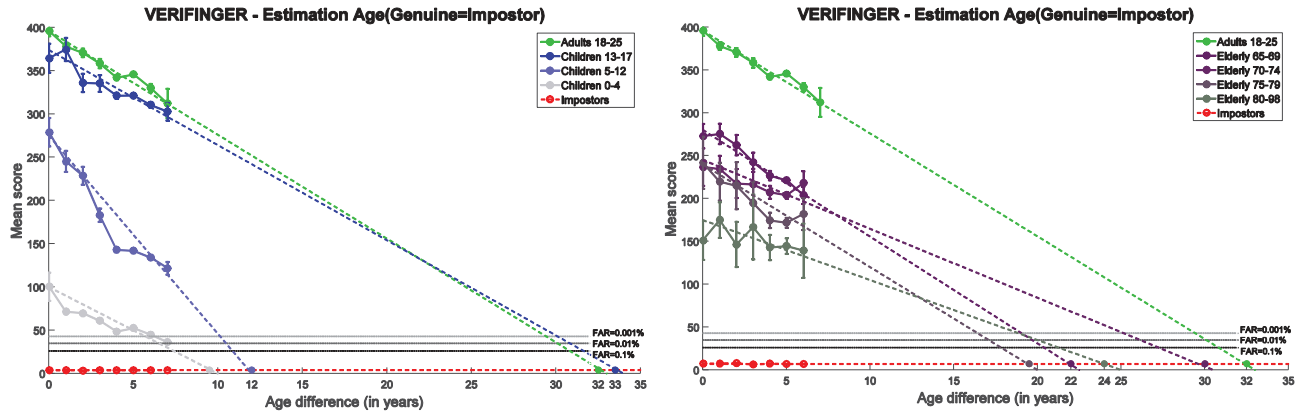 VERIFINGER - Estimation Age(Genuine=Impostor)
Mean score
400
350
300
250
200
150
100
50
0
Adults 18-25
Children 13-17
Children 5-12
Children 0-4
Impostors
FAR=0.001%
FAR=0.01%
FAR=0.1%
0 5 10 12 15 20 25 30 32 33 35
Age difference (in years)
VERIFINGER - Estimation Age(Genuine=Impostor)
Mean score
400
350
300
250
200
150
100
50
0
Adults 18-25
Elderly 65-69
Elderly 70-74
Elderly 75-79
Elderly 80-98
Impostors
FAR=0.001%
FAR=0.01%
FAR=0.1%
0 5 10 15 20 22 24 25 30 32 35
Age difference (in years)